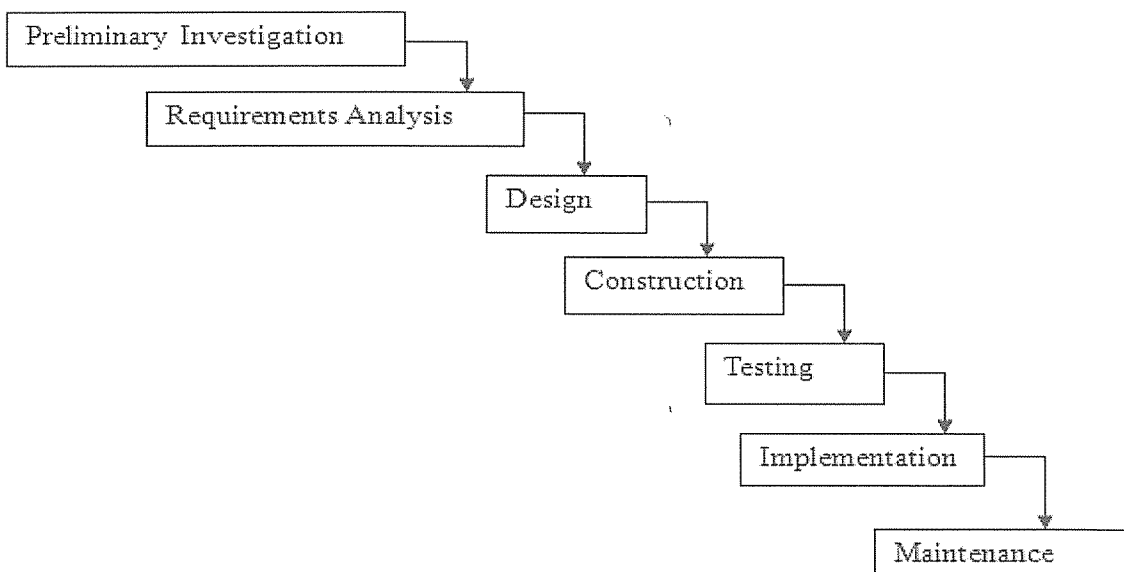 Preliminary Investigation
Requirements Analysis
Design
Construction
Testing
Implementation
Maintenance